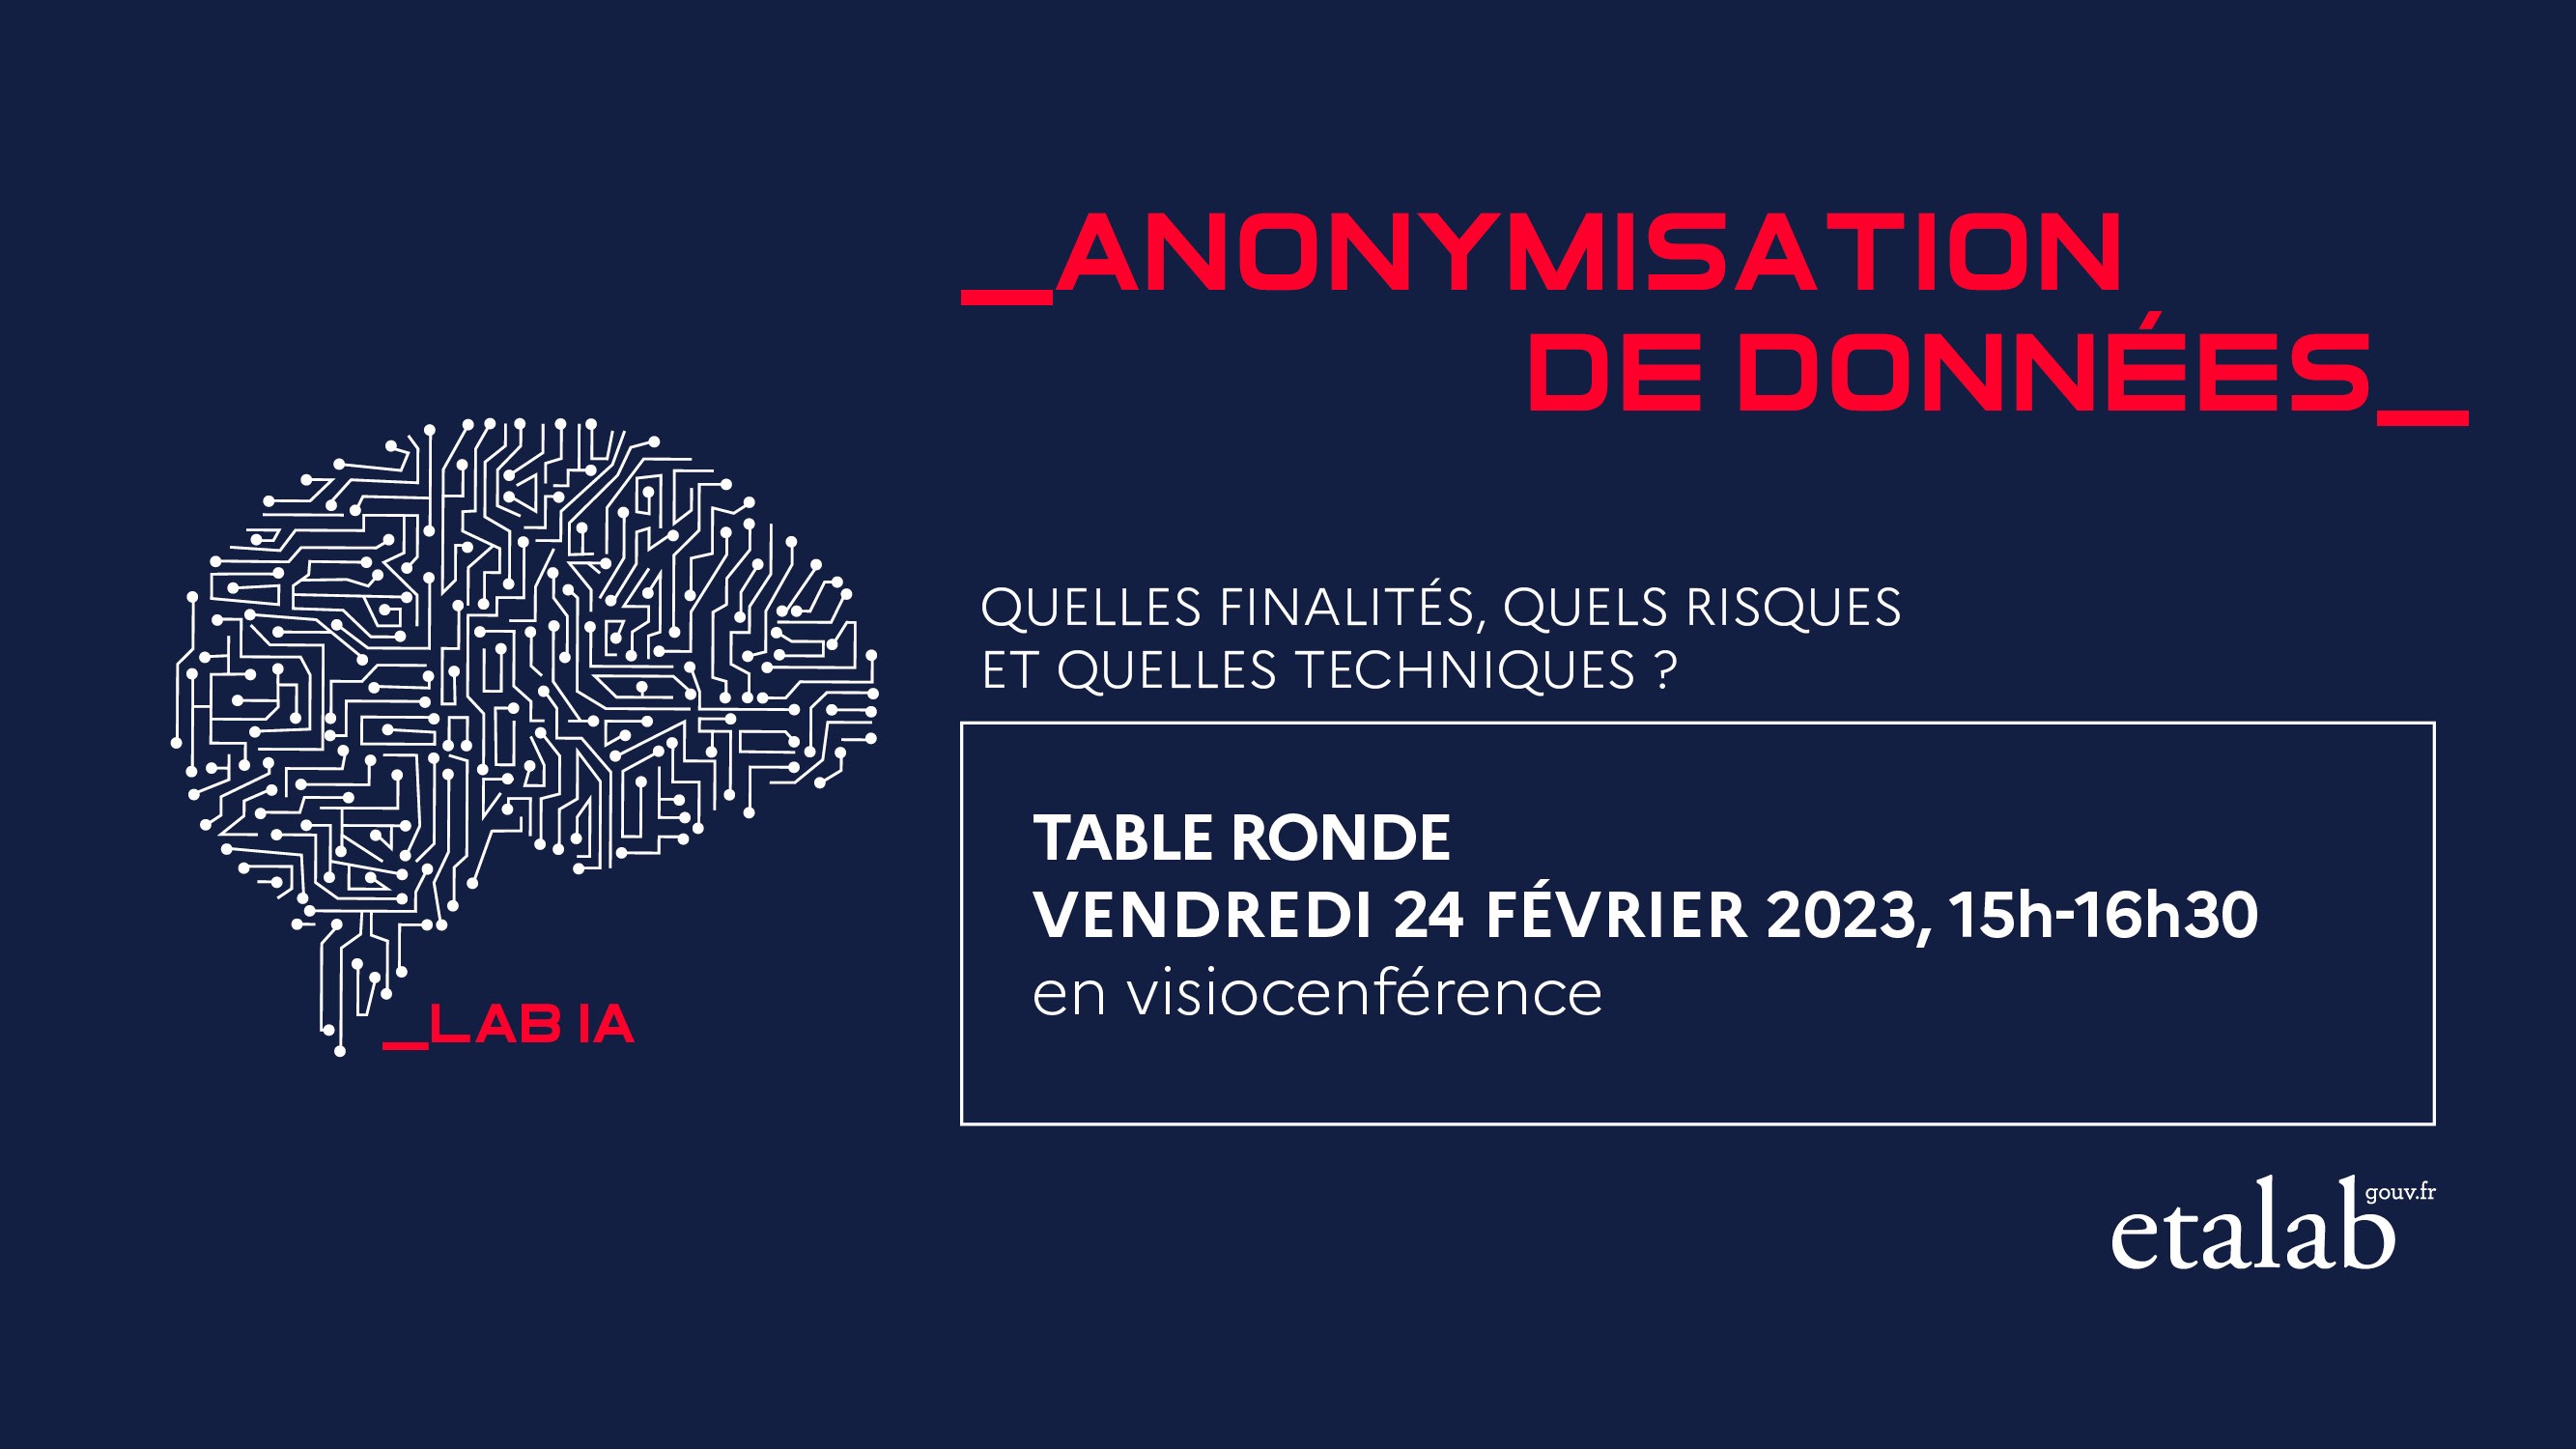 _ANONYMISATION
DE DONNÉES_
QUELLES FINALITÉS, QUELS RISQUES
ET QUELLES TECHNIQUES ?
TABLE RONDE
VENDREDI 24 FÉVRIER 2023, 15h-16h30
en visiocenférence
_LAB IA
etalab gouv.fr